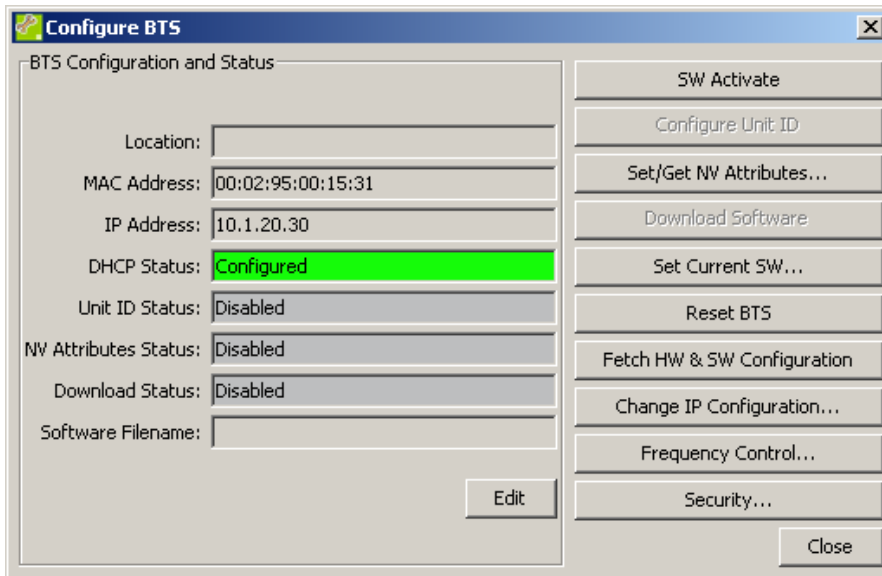 Configure BTS
BTS Configuration and Status
Location:
MAC Address: 00:02:95:00:15:31
IP Address: 10.1.20.30
DHCP Status: Configured
Unit ID Status: Disabled
NV Attributes Status: Disabled
Download Status: Disabled
Software Filename:
Edit
SW Activate
Configure Unit ID
Set/Get NV Attributes...
Download Software
Set Current SW...
Reset BTS
Fetch HW & SW Configuration
Change IP Configuration...
Frequency Control...
Security...
Close